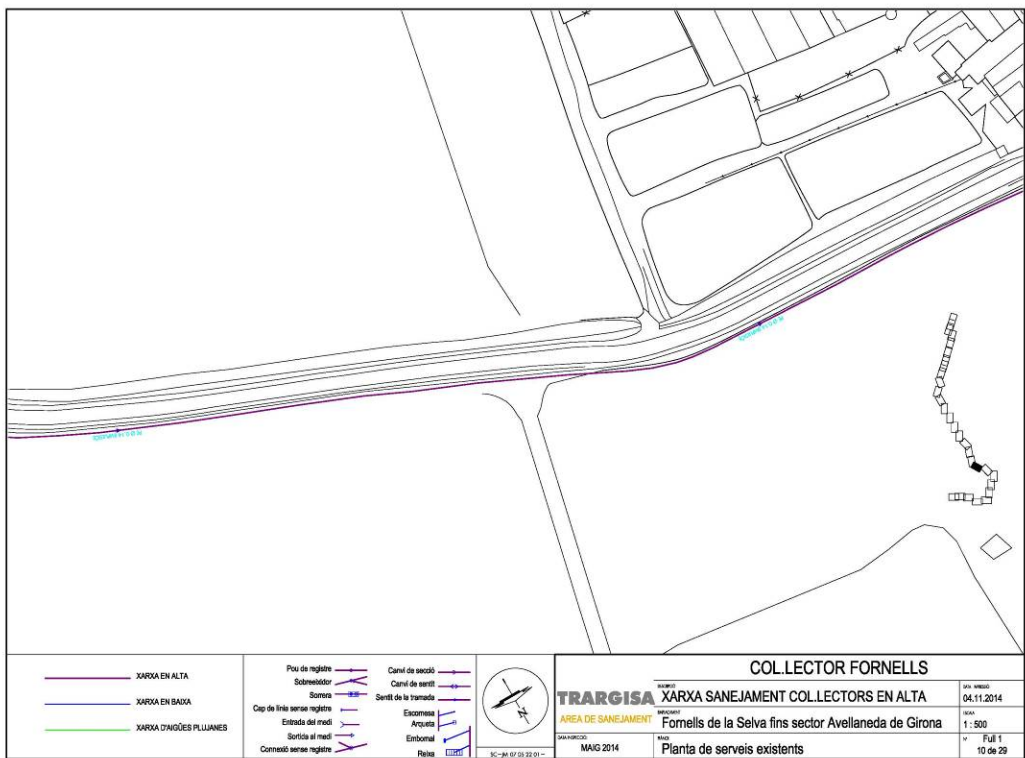 XARXA EN ALTA
XARXA EN BAIXA
XARXA D'AIGÜES PLUJANES
Pou de registre
Sobreeixidor
Sorrera
Cap de línia sense registre
Entrada del medi
Sortida al medi
Connexió sense registre
Canvi de secció
Canvi de sentit
Sentit de la tramada
Escomesa
Arqueta
Embornal
Reixa
N
TRARGISA
AREA DE SANEJAMENT
MAIG 2014
COL.LECTOR FORNELLS
XARXA SANEJAMENT COL.LECTORS EN ALTA
04.11.2014
Fornells de la Selva fins sector Avellaneda de Girona
1 : 500
Planta de serveis existents
Full 1
10 de 29